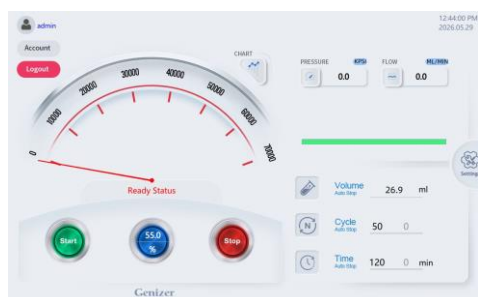 admin
12:44:00 PM
2026.05.29
Account
Logout
CHART
PRESSURE KPSI FLOW ML/MIN
0.0 0.0
0 10000 20000 30000 40000 50000 60000 70000
Ready Status
Setting
Volume 26.9 ml
Auto Stop
Start 55.0 Stop
%
Cycle 50 0
Auto Stop
N
Time 120 0 min
Auto Stop
Genizer